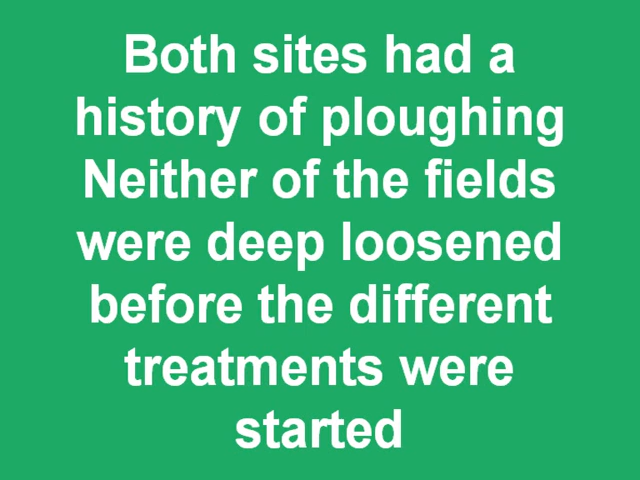 Both sites had a
history of ploughing
Neither of the fields
were deep loosened
before the different
treatments were
started